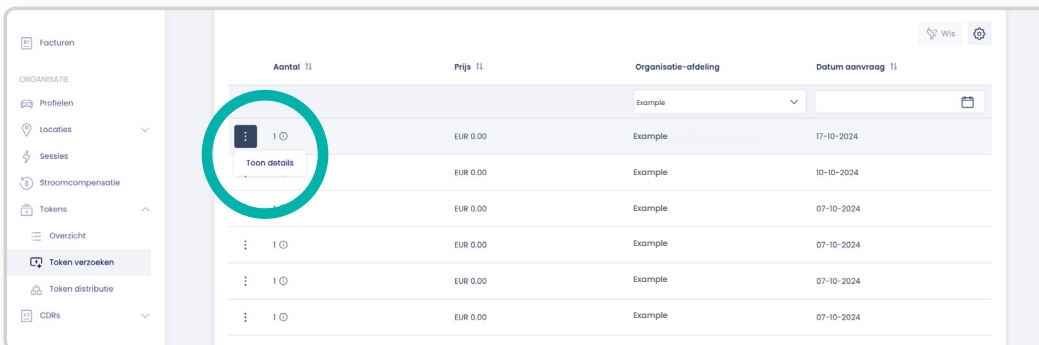 Facturen
ORGANISATIE
Profielen
Locaties
Sessies
Stroomcompensatie
Tokens
Overzicht
Token verzoeken
Token distributie
CDRs
Wis
Aantal Prijs Organisatie-afdeling Datum aanvraag
Example
1 EUR 0.00 Example 17-10-2024
Toon details
EUR 0.00 Example 10-10-2024
EUR 0.00 Example 07-10-2024
1 EUR 0.00 Example 07-10-2024
1 EUR 0.00 Example 07-10-2024
1 EUR 0.00 Example 07-10-2024